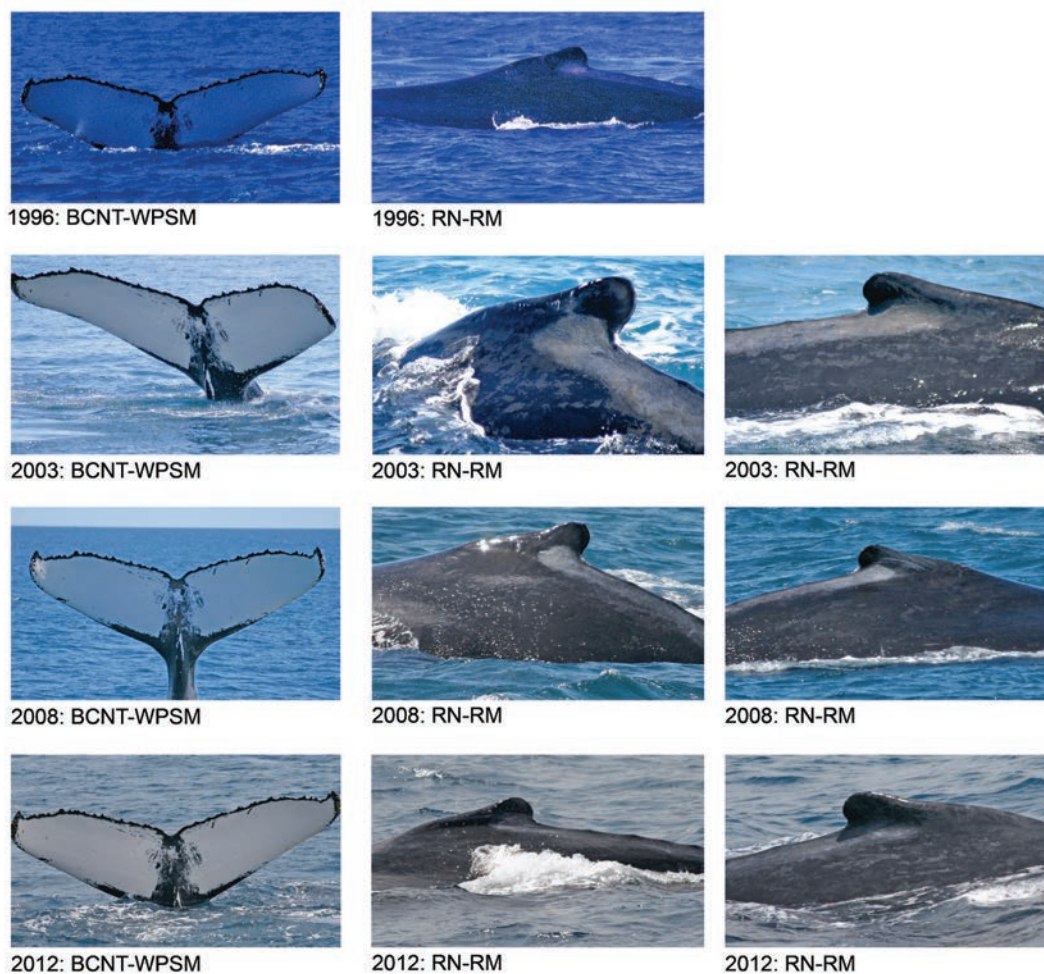 1996: BCNT-WPSM
1996: RN-RM
2003: BCNT-WPSM
2003: RN-RM
2003: RN-RM
2008: BCNT-WPSM
2008: RN-RM
2008: RN-RM
2012: BCNT-WPSM
2012: RN-RM
2012: RN-RM